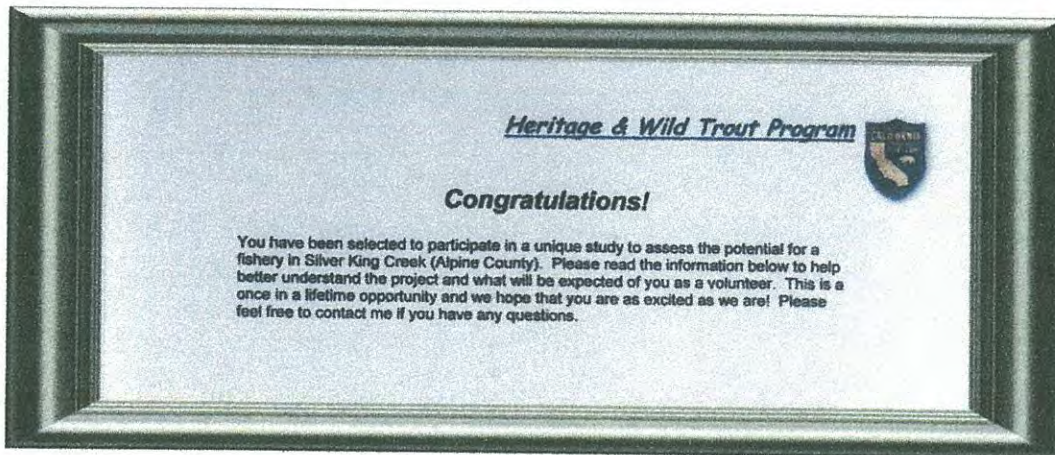 Heritage & Wild Trout Program
CALIFORNIA
Congratulations!
You have been selected to participate in a unique study to assess the potential for a
fishery in Silver King Creek (Alpine County). Please read the information below to help
better understand the project and what will be expected of you as a volunteer. This is a
once in a lifetime opportunity and we hope that you are as excited as we are! Please
feel free to contact me if you have any questions.